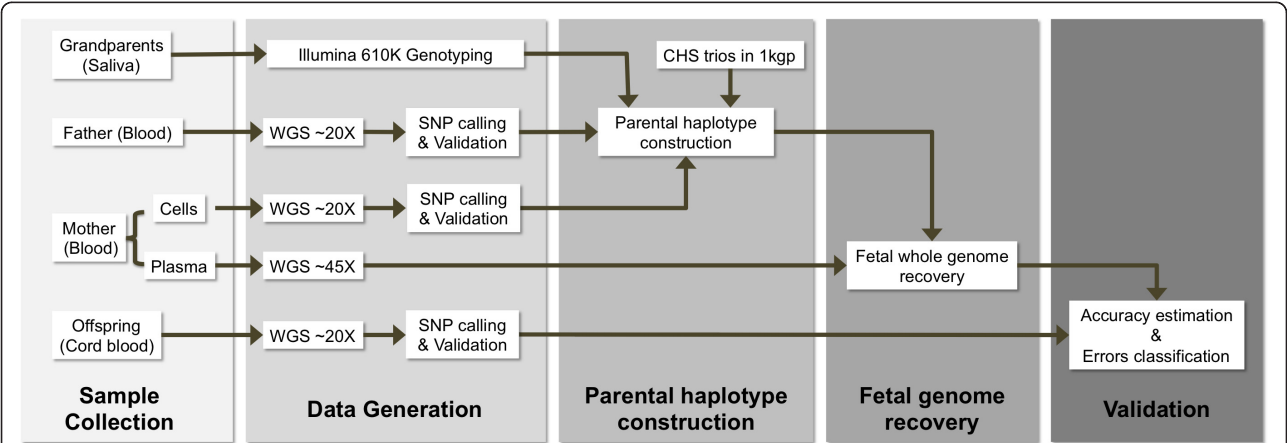 Grandparents
(Saliva)
Illumina 610K Genotyping
CHS trios in 1kgp
Father (Blood)
WGS ~20X
SNP calling
& Validation
Parental haplotype
construction
Mother
(Blood)
Cells
WGS ~20X
SNP calling
& Validation
Plasma
WGS ~45X
Fetal whole genome
recovery
Offspring
(Cord blood)
WGS ~20X
SNP calling
& Validation
Accuracy estimation
&
Errors classification
Sample
Collection
Data Generation
Parental haplotype
construction
Fetal genome
recovery
Validation